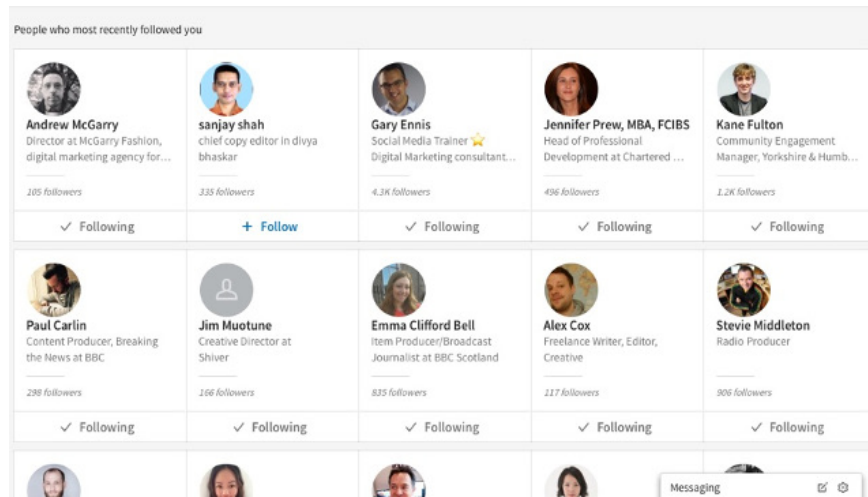 People who most recently followed you
Andrew McGarry
Director at McGarry Fashion,
digital marketing agency for...
105 followers
Following
sanjay shah
chief copy editor in divya
bhaskar
335 followers
+ Follow
Gary Ennis
Social Media Trainer ⭐
Digital Marketing consultant...
4.3K followers
Following
Jennifer Prew, MBA, FCIBS
Head of Professional
Development at Chartered ...
496 followers
Following
Kane Fulton
Community Engagement
Manager, Yorkshire & Humb...
1.2K followers
Following
Paul Carlin
Content Producer, Breaking
the News at BBC
298 followers
Following
Jim Muotune
Creative Director at
Shiver
166 followers
Following
Emma Clifford Bell
Item Producer/Broadcast
Journalist at BBC Scotland
835 followers
Following
Alex Cox
Freelance Writer, Editor,
Creative
117 followers
Following
Stevie Middleton
Radio Producer
906 followers
Following
Messaging